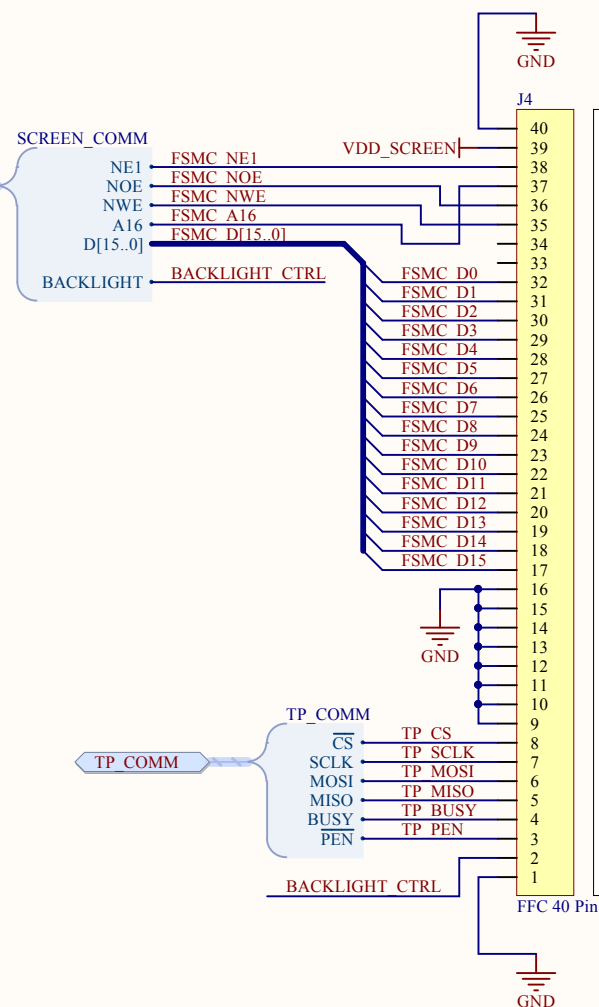 GND
J4
SCREEN_COMM
40
VDD_SCREEN 39
NE1 FSMC_NE1 38
NOE FSMC_NOE 37
NWE FSMC_NWE 36
A16 FSMC_A16 35
D[15..0] FSMC_D[15..0] 34
33
BACKLIGHT BACKLIGHT_CTRL FSMC_D0 32
FSMC_D1 31
FSMC_D2 30
FSMC_D3 29
FSMC_D4 28
FSMC_D5 27
FSMC_D6 26
FSMC_D7 25
FSMC_D8 24
FSMC_D9 23
FSMC_D10 22
FSMC_D11 21
FSMC_D12 20
FSMC_D13 19
FSMC_D14 18
FSMC_D15 17
16
15
14
13
GND 12
11
10
TP_COMM 9
CS TP_CS 8
TP_COMM SCLK TP_SCLK 7
MOSI TP_MOSI 6
MISO TP_MISO 5
BUSY TP_BUSY 4
PEN TP_PEN 3
2
BACKLIGHT_CTRL 1
FFC 40 Pin
GND